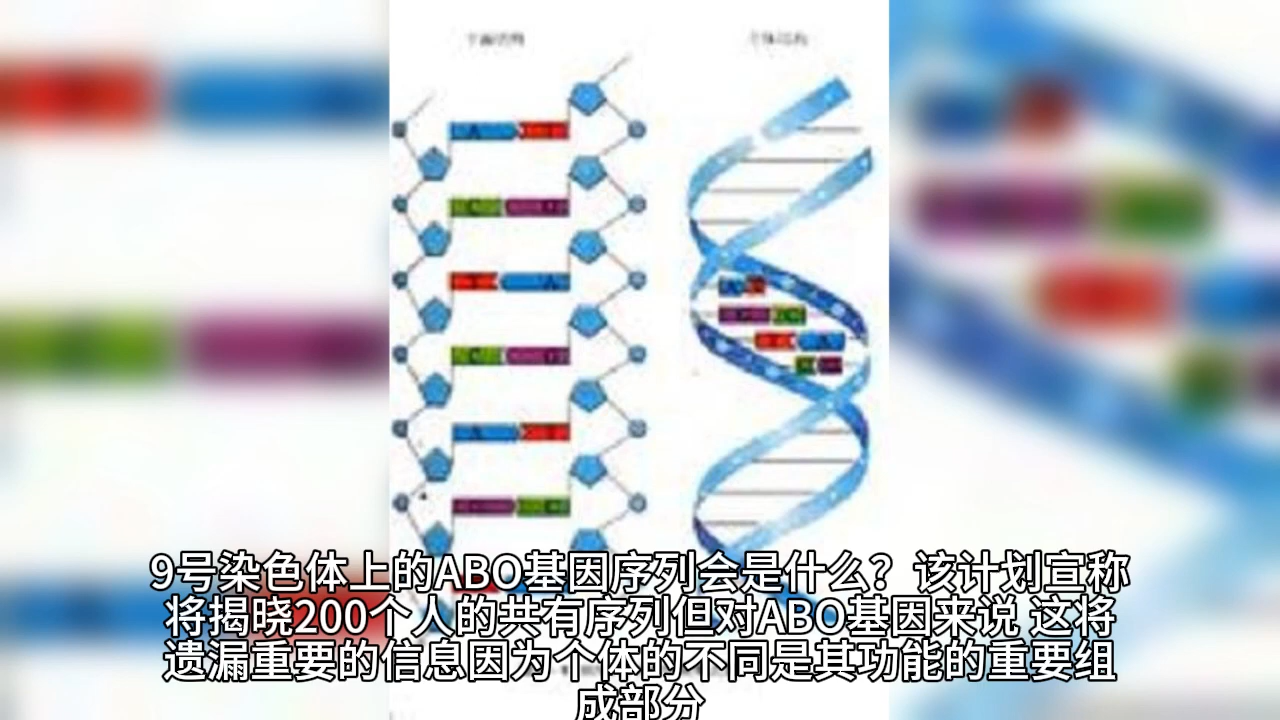 A
T
A
A
9号染色体上的ABO基因序列会是什么？该计划宣称
将揭晓200个人的共有序列但对ABO基因来说 这将
遗漏重要的信息因为个体的不同是其功能的重要组
成部分